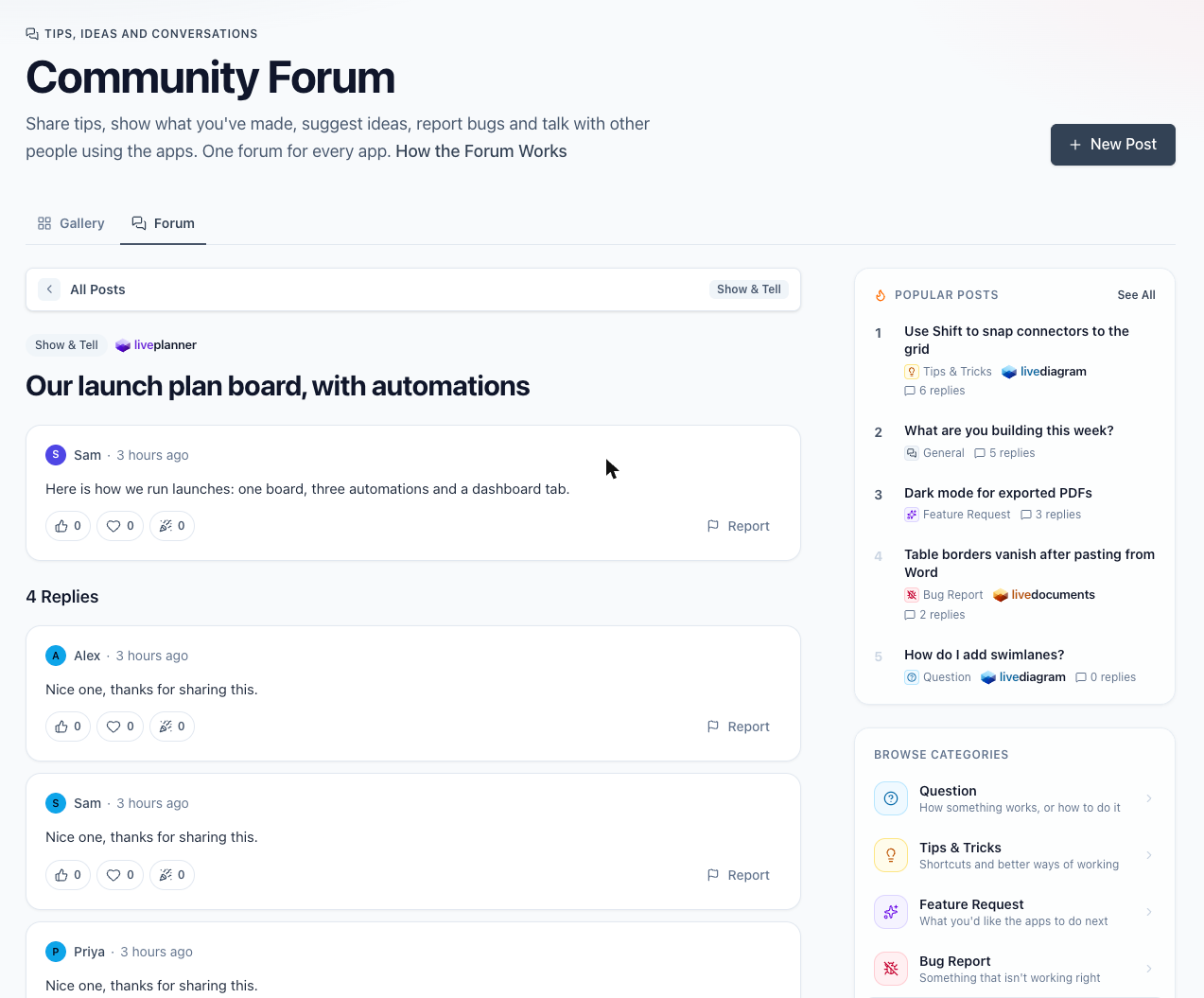 TIPS, IDEAS AND CONVERSATIONS
Community Forum
Share tips, show what you've made, suggest ideas, report bugs and talk with other
people using the apps. One forum for every app. How the Forum Works
+ New Post
Gallery
Forum
All Posts
Show & Tell
Show & Tell
liveplanner
Our launch plan board, with automations
S Sam · 3 hours ago
Here is how we run launches: one board, three automations and a dashboard tab.
0 0 0
Report
4 Replies
A Alex · 3 hours ago
Nice one, thanks for sharing this.
0 0 0
Report
S Sam · 3 hours ago
Nice one, thanks for sharing this.
0 0 0
Report
P Priya · 3 hours ago
Nice one, thanks for sharing this.
POPULAR POSTS
See All
1 Use Shift to snap connectors to the
grid
Tips & Tricks livediagram
6 replies
2 What are you building this week?
General 5 replies
3 Dark mode for exported PDFs
Feature Request 3 replies
4 Table borders vanish after pasting from
Word
Bug Report livedocuments
2 replies
5 How do I add swimlanes?
Question livediagram 0 replies
BROWSE CATEGORIES
Question
How something works, or how to do it
Tips & Tricks
Shortcuts and better ways of working
Feature Request
What you'd like the apps to do next
Bug Report
Something that isn't working right